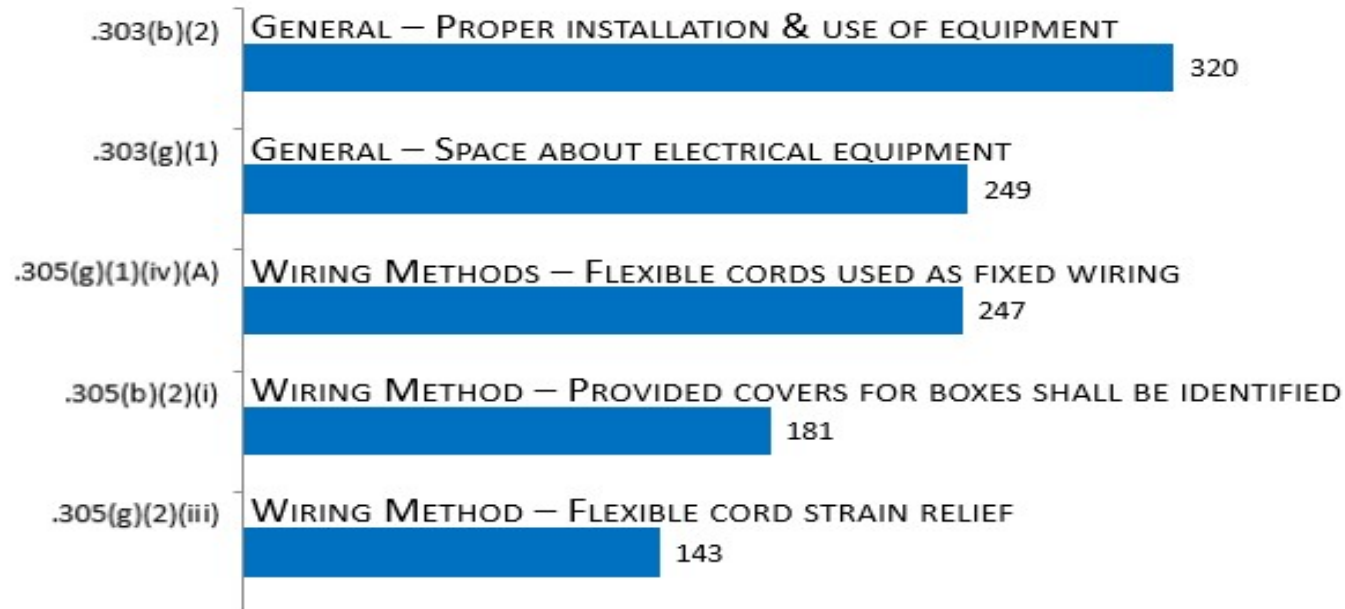 .303(b)(2) GENERAL – PROPER INSTALLATION & USE OF EQUIPMENT
320
.303(g)(1) GENERAL – SPACE ABOUT ELECTRICAL EQUIPMENT
249
.305(g)(1)(iv)(A) WIRING METHODS – FLEXIBLE CORDS USED AS FIXED WIRING
247
.305(b)(2)(i) WIRING METHOD – PROVIDED COVERS FOR BOXES SHALL BE IDENTIFIED
181
.305(g)(2)(iii) WIRING METHOD – FLEXIBLE CORD STRAIN RELIEF
143